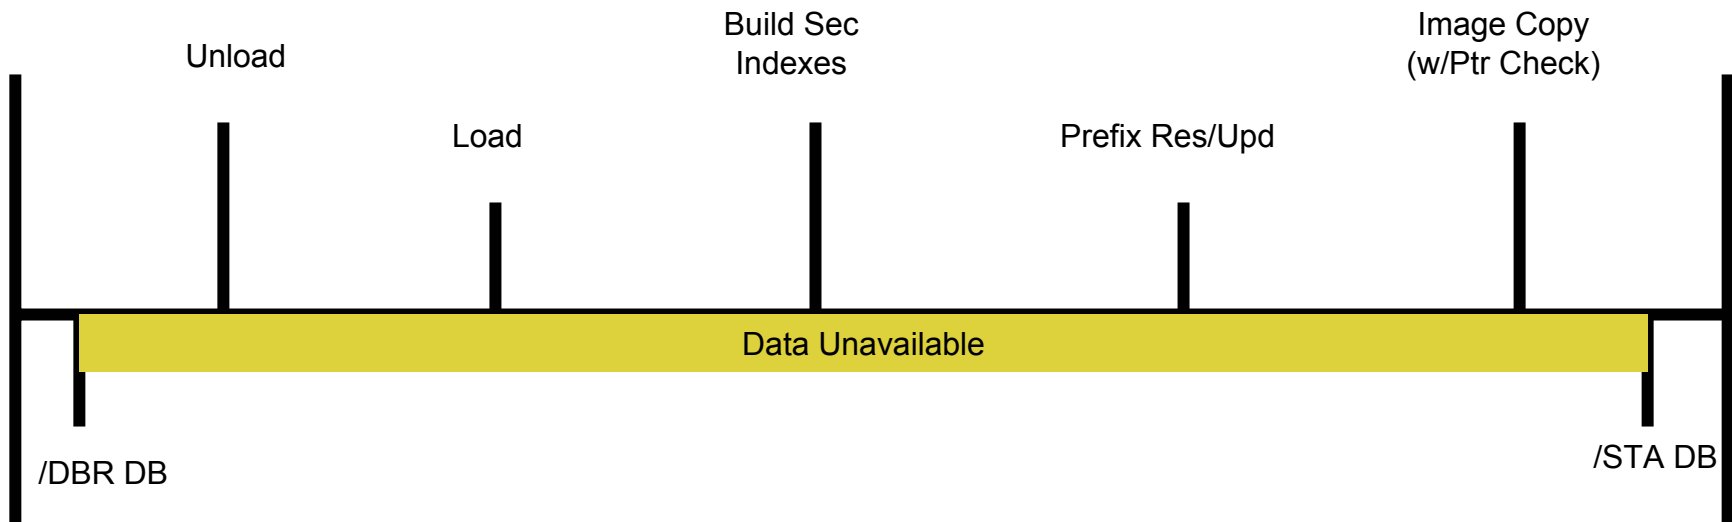 Unload
Load
Build Sec
Indexes
Prefix Res/Upd
Image Copy
(w/Ptr Check)
Data Unavailable
/DBR DB
/STA DB